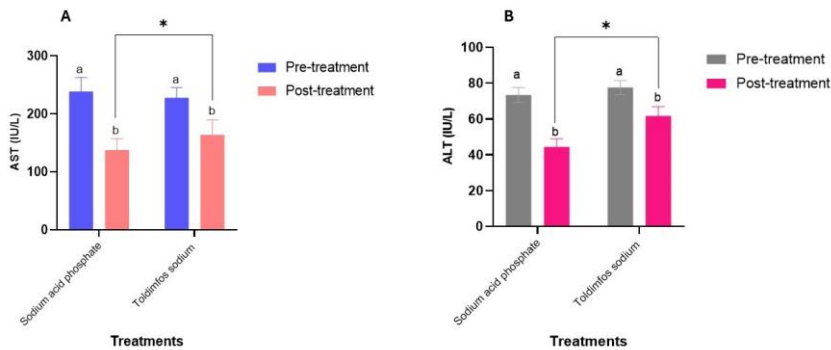 A
*
300
200
100
0
AST (IU/L)
a
b
a
b
Pre-treatment
Post-treatment
Sodium acid phosphate
Toldimfos sodium
Treatments
B
*
100
80
60
40
20
0
ALT (IU/L)
a
b
a
b
Pre-treatment
Post-treatment
Sodium acid phosphate
Toldimfos sodium
Treatments